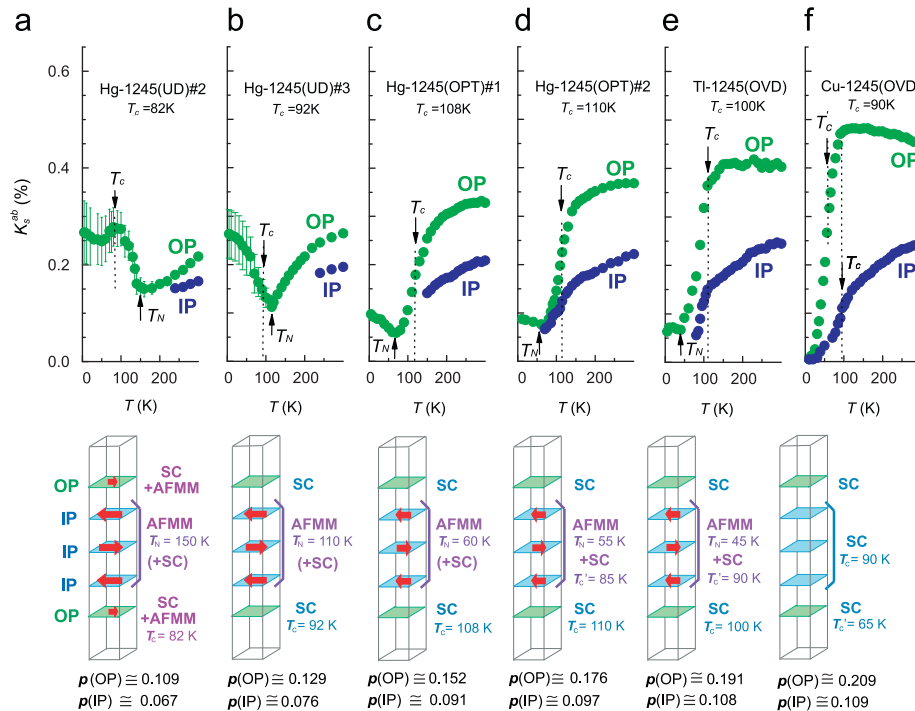 a b c d e f
Hg-1245(UD)#2
Tc =82K
Hg-1245(UD)#3
Tc =92K
Hg-1245(OPT)#1
Tc =108K
Hg-1245(OPT)#2
Tc =110K
Tl-1245(OVD)
Tc =100K
Cu-1245(OVD)
Tc =90K
Ks^ab (%)
0.6
0.4
0.2
0.0
Tc
OP
IP
TN
Tc
OP
IP
TN
Tc
OP
IP
TN
Tc
OP
IP
TN
Tc
OP
IP
TN
Tc'
OP
Tc
IP
0 100 200
0 100 200
0 100 200
0 100 200
0 100 200
0 100 200
T (K)
T (K)
T (K)
T (K)
T (K)
T (K)
OP
IP
IP
IP
OP
SC
+AFMM
AFMM
TN = 150 K
(+SC)
SC
+AFMM
Tc = 82 K
SC
AFMM
TN = 110 K
(+SC)
SC
Tc = 92 K
SC
AFMM
TN = 60 K
(+SC)
SC
Tc = 108 K
SC
AFMM
TN = 55 K
+SC
Tc'= 85 K
SC
Tc = 110 K
SC
AFMM
TN = 45 K
+SC
Tc'= 90 K
SC
Tc = 100 K
SC
SC
Tc = 90 K
SC
Tc'= 65 K
p(OP) ≅ 0.109
p(IP) ≅ 0.067
p(OP) ≅ 0.129
p(IP) ≅ 0.076
p(OP) ≅ 0.152
p(IP) ≅ 0.091
p(OP) ≅ 0.176
p(IP) ≅ 0.097
p(OP) ≅ 0.191
p(IP) ≅ 0.108
p(OP) ≅ 0.209
p(IP) ≅ 0.109